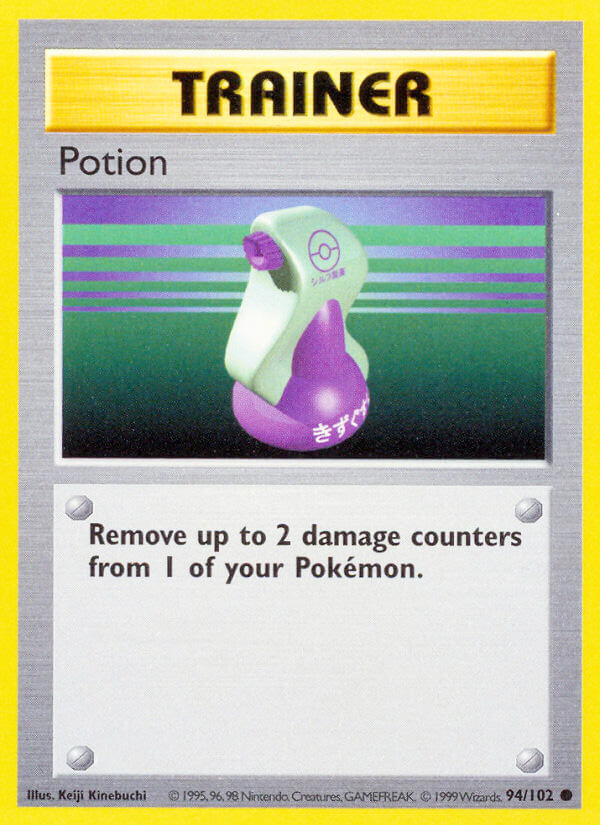 TRAINER
Potion
シルフ製薬
きずぐす
Remove up to 2 damage counters
from 1 of your Pokémon.
Illus. Keiji Kinebuchi © 1995, 96, 98 Nintendo, Creatures, GAMEFREAK. © 1999 Wizards. 94/102